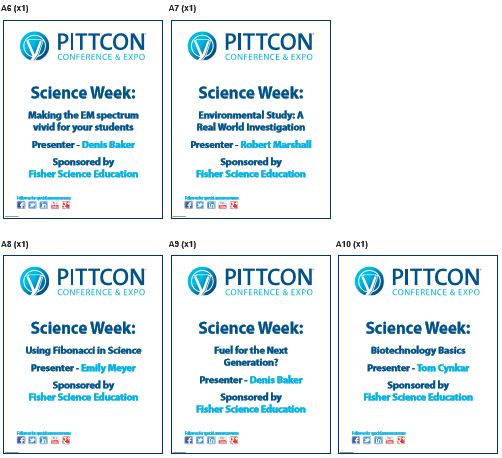 A6 (x1)
PITTCON
CONFERENCE & EXPO
Science Week:
Making the EM spectrum
vivid for your students
Presenter - Denis Baker
Sponsored by
Fisher Science Education
A7 (x1)
PITTCON
CONFERENCE & EXPO
Science Week:
Environmental Study: A
Real World Investigation
Presenter - Robert Marshall
Sponsored by
Fisher Science Education
A8 (x1)
PITTCON
CONFERENCE & EXPO
Science Week:
Using Fibonacci in Science
Presenter - Emily Meyer
Sponsored by
Fisher Science Education
A9 (x1)
PITTCON
CONFERENCE & EXPO
Science Week:
Fuel for the Next
Generation?
Presenter - Denis Baker
Sponsored by
Fisher Science Education
A10 (x1)
PITTCON
CONFERENCE & EXPO
Science Week:
Biotechnology Basics
Presenter - Tom Cynkar
Sponsored by
Fisher Science Education